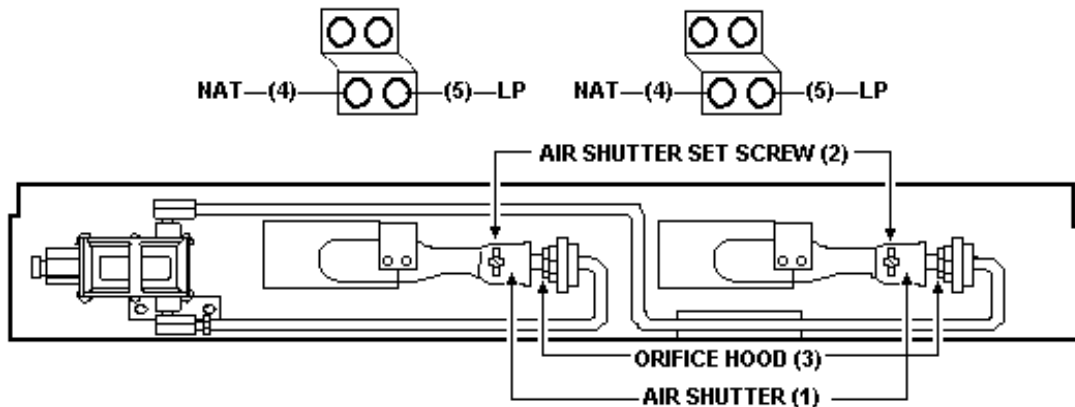 NAT—(4) (5)—LP NAT—(4) (5)—LP
AIR SHUTTER SET SCREW (2)
ORIFICE HOOD (3)
AIR SHUTTER (1)